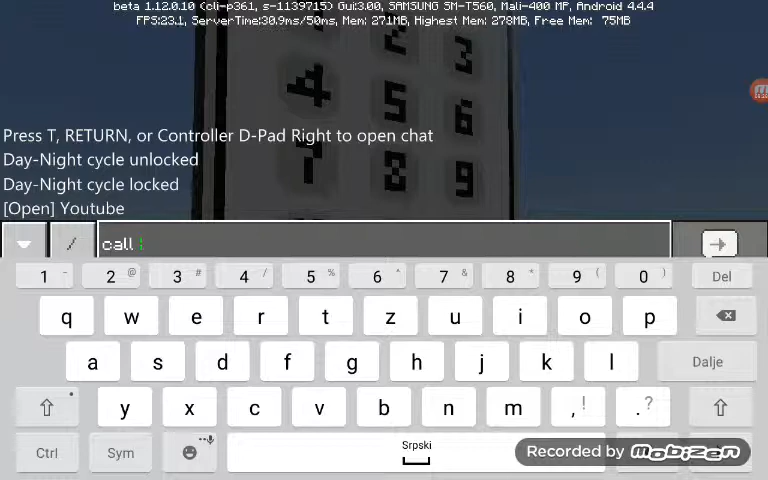 beta 1.12.0.10 (cli-p361, s-1139715) Gui:3.00, SAMSUNG SM-T560, Mali-400 MP, Android 4.4.4
FPS:23.1, ServerTime:30.9ms/50ms, Mem: 271MB, Highest Mem: 278MB, Free Mem: 75MB
2 3
4 5 6
7 8 9
Press T, RETURN, or Controller D-Pad Right to open chat
Day-Night cycle unlocked
Day-Night cycle locked
[Open] Youtube
/ call
1 - 2 @ 3 # 4 / 5 % 6 ^ 7 & 8 * 9 ( 0 ) Del
q w e r t z u i o p
a s d f g h j k l Dalje
y x c v b n m , ! . ?
Ctrl Sym Srpski
Recorded by mobizen